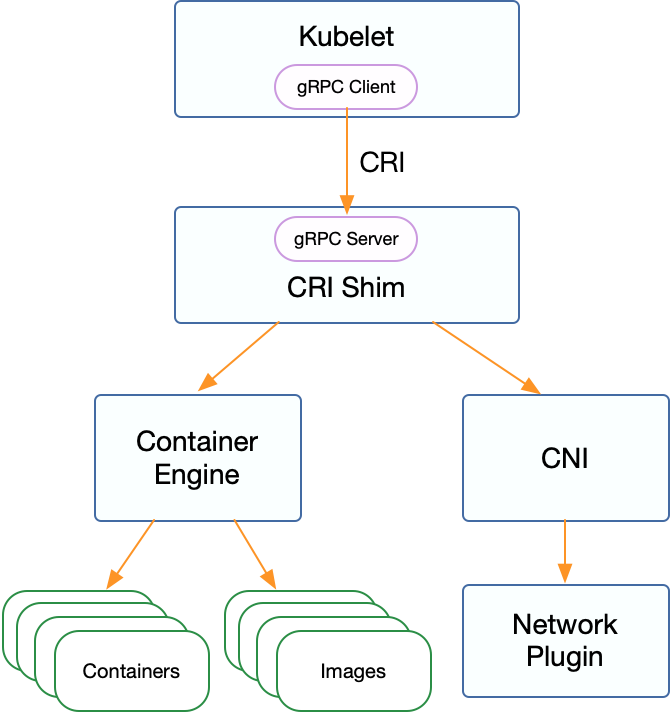 Kubelet
gRPC Client
CRI
gRPC Server
CRI Shim
Container
Engine
CNI
Containers
Images
Network
Plugin